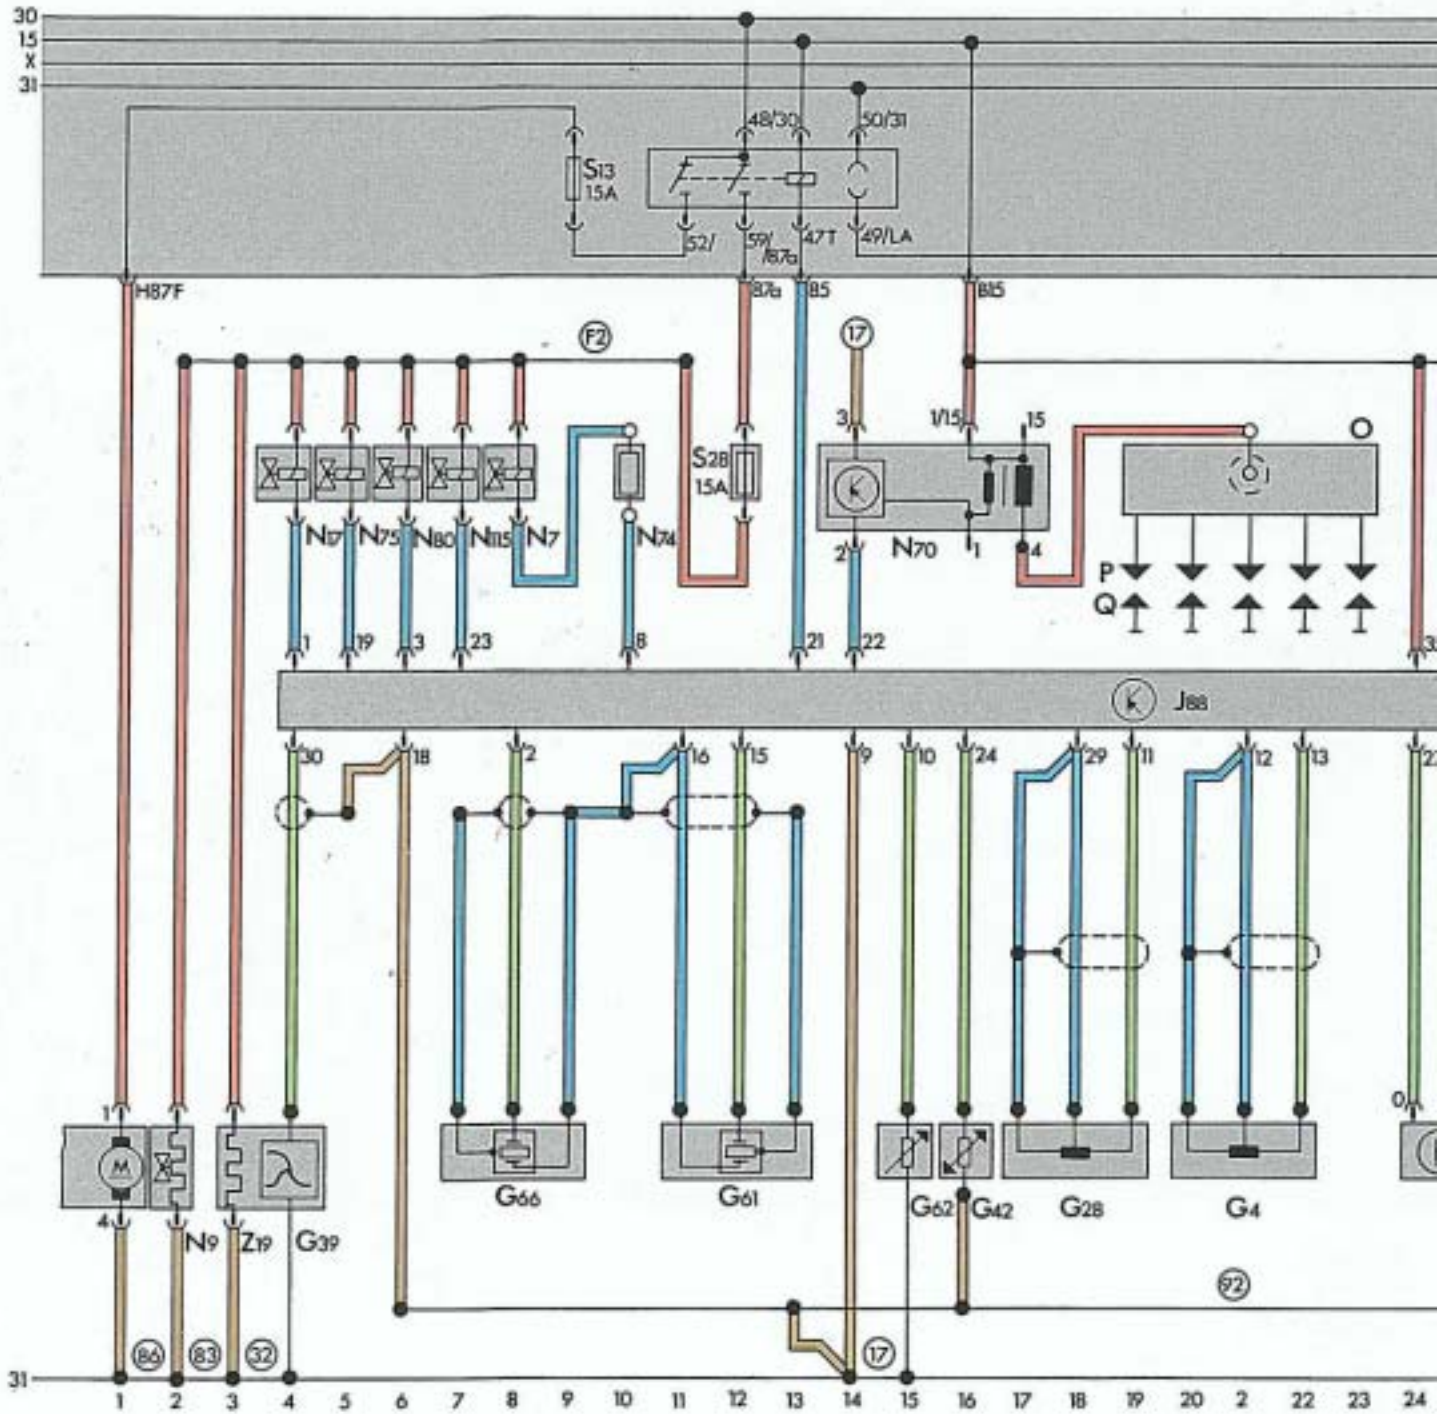 30
15
X
31
48/30 50/31
S13
15A
52/ 59/ 47T 49/LA
/87a
H87F 87a 85 B15
F2 17
3 1/15 15 O
S28
15A
N17 N75 N80 N115 N7 N74
2 N70 1 4 P
Q
1 19 3 23 8 21 22
J88
30 18 2 16 15 9 10 24 29 11 12 13
1 0
M
G66 G61 G62 G42 G28 G4
4 N9 Z19 G39
92
86 83 32 17
31
1 2 3 4 5 6 7 8 9 10 11 12 13 14 15 16 17 18 19 20 2 22 23 24